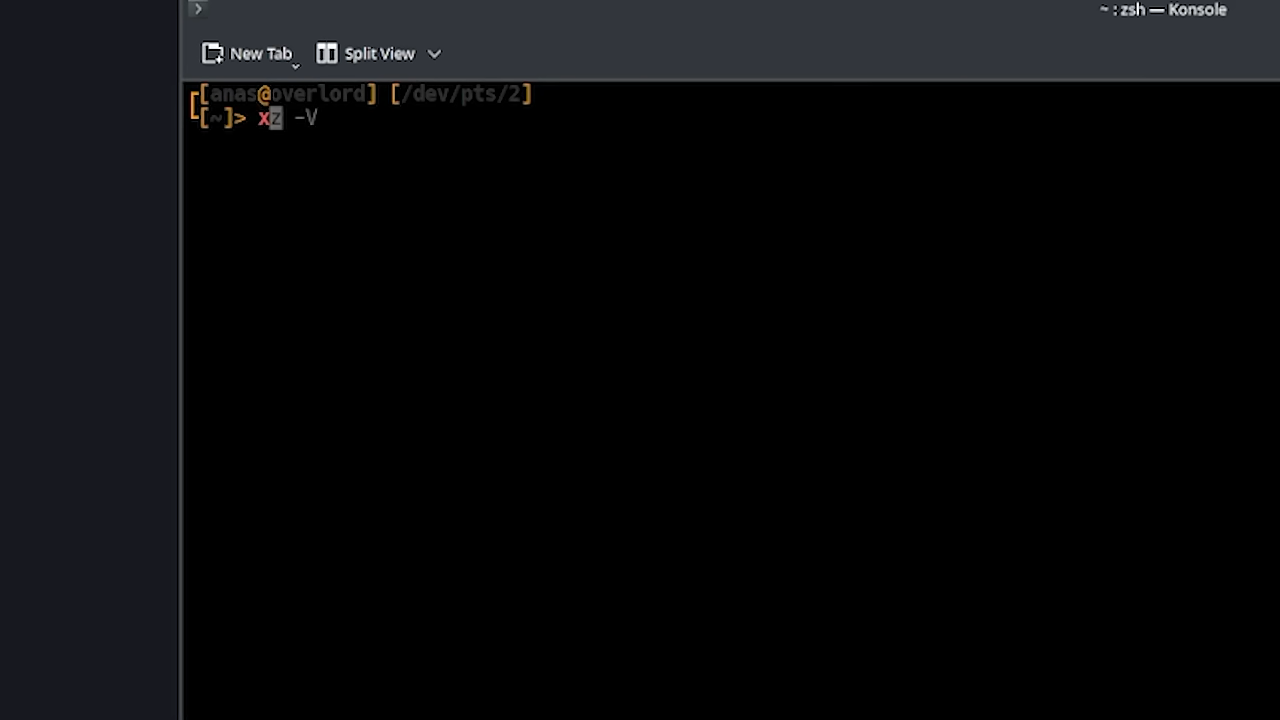 ~ : zsh — Konsole
New Tab Split View
[anas@overlord] [/dev/pts/2]
[~]> xz -V